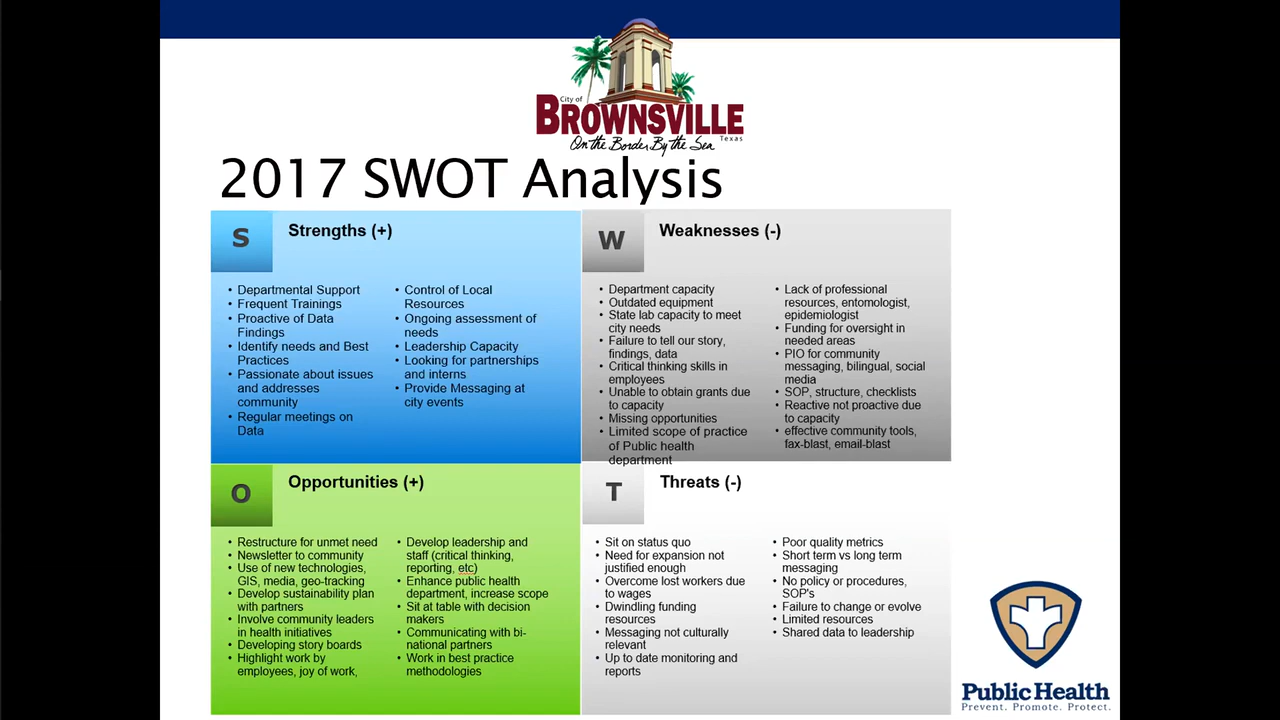 City of
BROWNSVILLE
Texas
On the Border By the Sea
2017 SWOT Analysis
S
Strengths (+)
• Departmental Support
• Frequent Trainings
• Proactive of Data
Findings
• Identify needs and Best
Practices
• Passionate about issues
and addresses
community
• Regular meetings on
Data
• Control of Local
Resources
• Ongoing assessment of
needs
• Leadership Capacity
• Looking for partnerships
and interns
• Provide Messaging at
city events
W
Weaknesses (-)
• Department capacity
• Outdated equipment
• State lab capacity to meet
city needs
• Failure to tell our story,
findings, data
• Critical thinking skills in
employees
• Unable to obtain grants due
to capacity
• Missing opportunities
• Limited scope of practice
of Public health
department
• Lack of professional
resources, entomologist,
epidemiologist
• Funding for oversight in
needed areas
• PIO for community
messaging, bilingual, social
media
• SOP, structure, checklists
• Reactive not proactive due
to capacity
• effective community tools,
fax-blast, email-blast
O
Opportunities (+)
• Restructure for unmet need
• Newsletter to community
• Use of new technologies,
GIS, media, geo-tracking
• Develop sustainability plan
with partners
• Involve community leaders
in health initiatives
• Developing story boards
• Highlight work by
employees, joy of work,
• Develop leadership and
staff (critical thinking,
reporting, etc)
• Enhance public health
department, increase scope
• Sit at table with decision
makers
• Communicating with bi-
national partners
• Work in best practice
methodologies
T
Threats (-)
• Sit on status quo
• Need for expansion not
justified enough
• Overcome lost workers due
to wages
• Dwindling funding
resources
• Messaging not culturally
relevant
• Up to date monitoring and
reports
• Poor quality metrics
• Short term vs long term
messaging
• No policy or procedures,
SOP's
• Failure to change or evolve
• Limited resources
• Shared data to leadership
Public Health
Prevent. Promote. Protect.